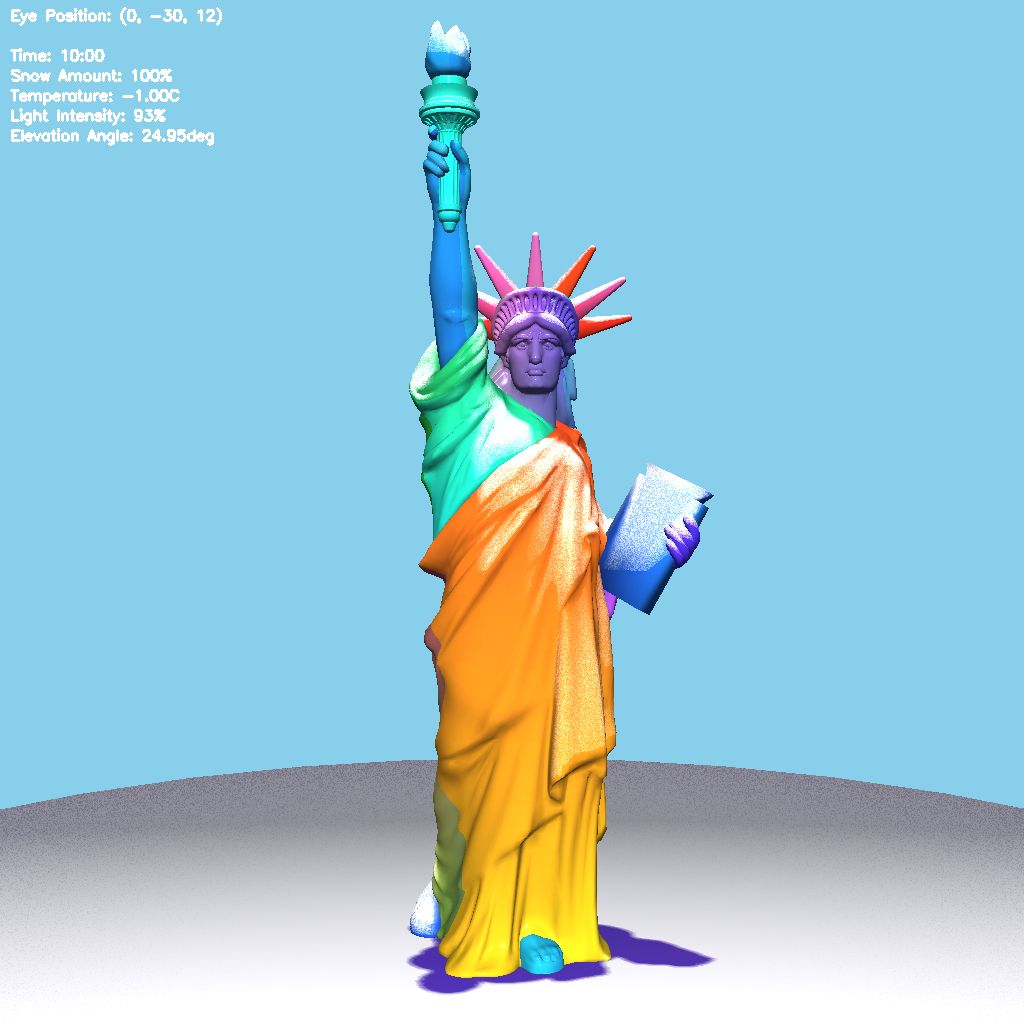 Eye Position: (0, -30, 12)
Time: 10:00
Snow Amount: 100%
Temperature: -1.00C
Light Intensity: 93%
Elevation Angle: 24.95deg